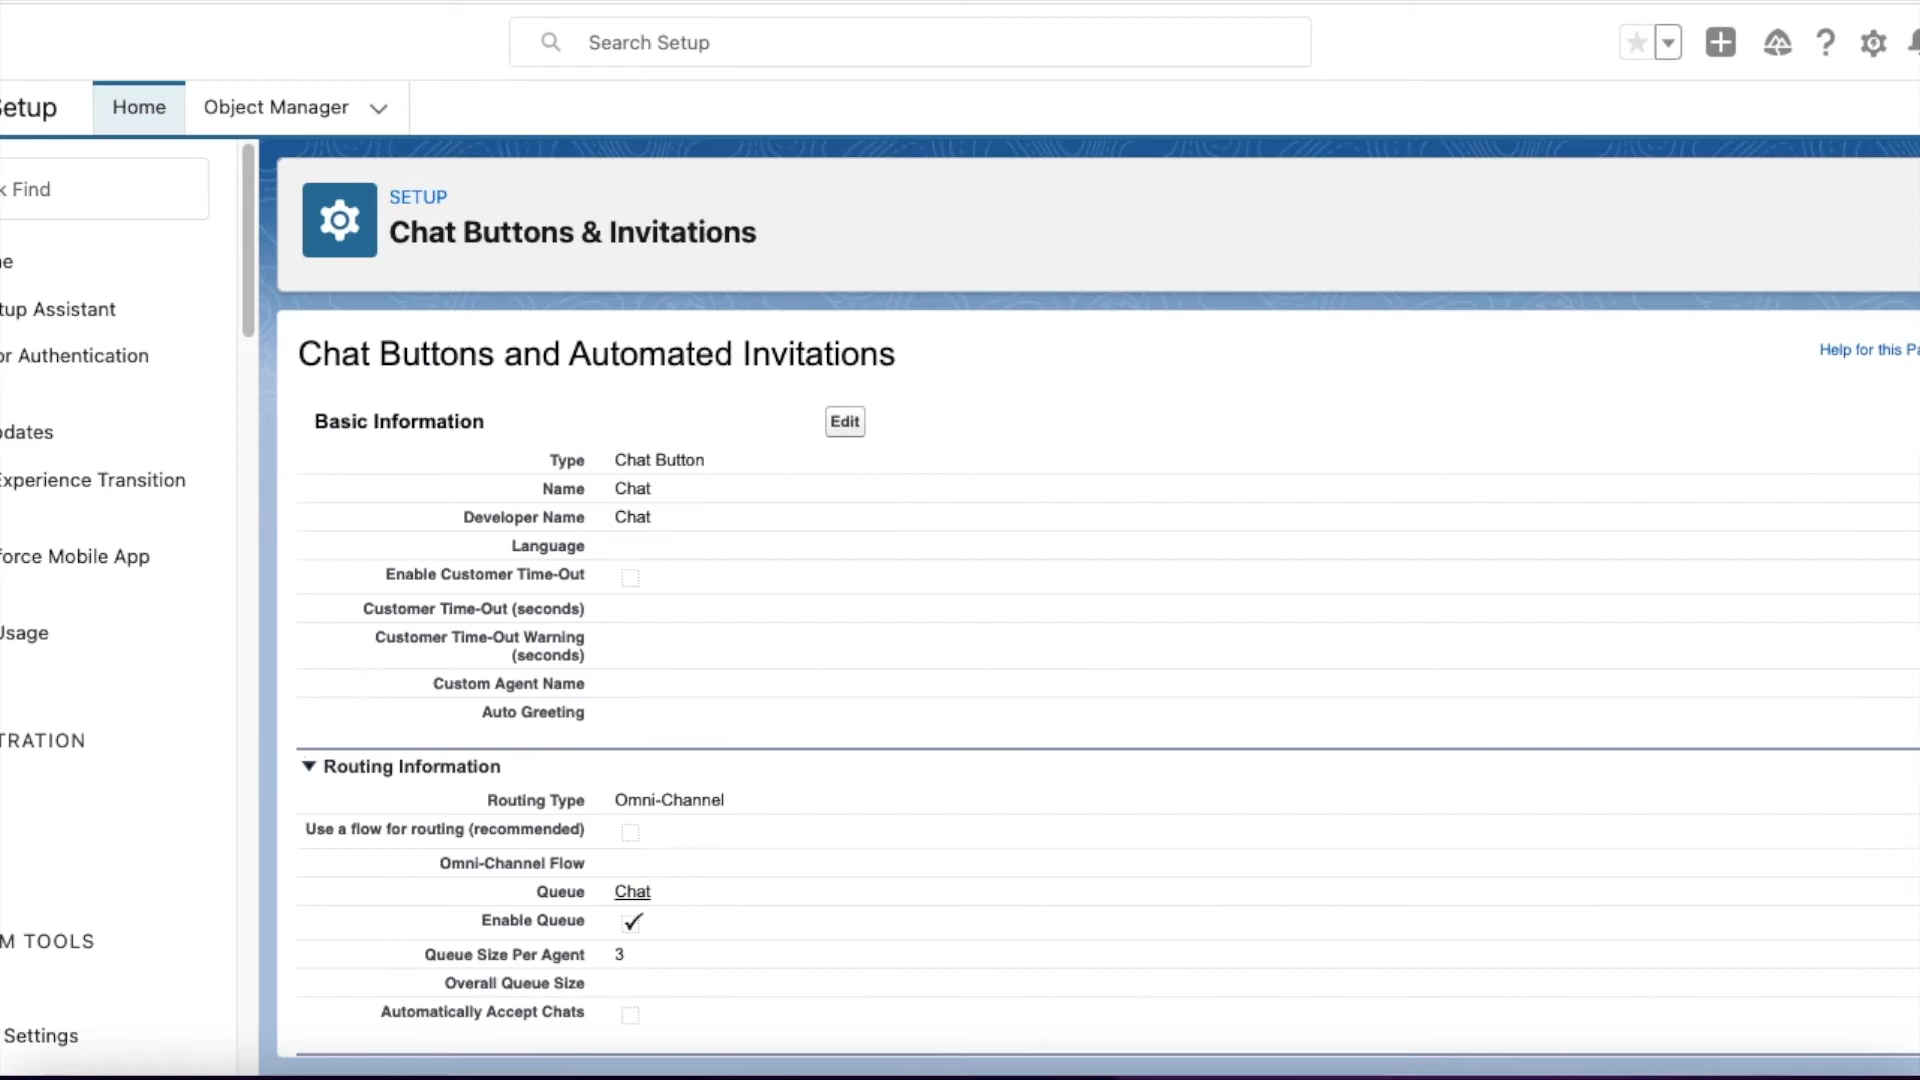 Search Setup
etup
Home
Object Manager
k Find
SETUP
Chat Buttons & Invitations
e
tup Assistant
or Authentication
dates
Experience Transition
force Mobile App
Usage
TRATION
M TOOLS
Settings
Chat Buttons and Automated Invitations
Help for this Pa
Basic Information
Edit
Type Chat Button
Name Chat
Developer Name Chat
Language
Enable Customer Time-Out
Customer Time-Out (seconds)
Customer Time-Out Warning
(seconds)
Custom Agent Name
Auto Greeting
Routing Information
Routing Type Omni-Channel
Use a flow for routing (recommended)
Omni-Channel Flow
Queue Chat
Enable Queue
Queue Size Per Agent 3
Overall Queue Size
Automatically Accept Chats